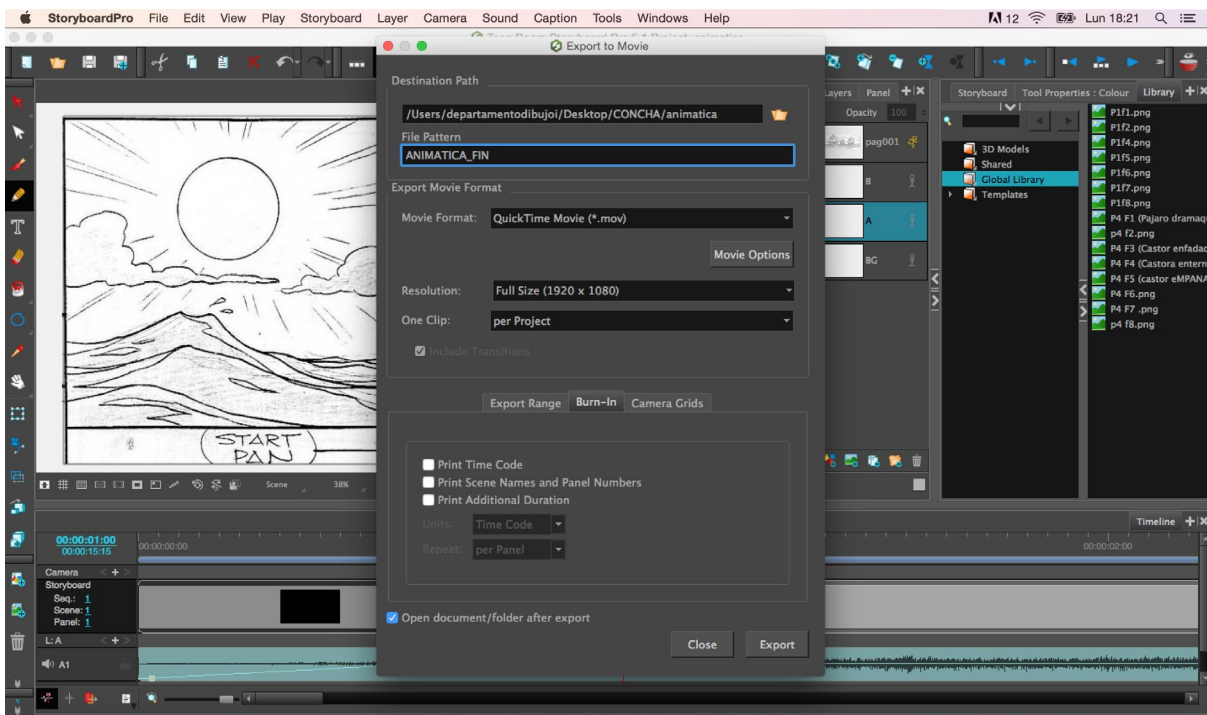 StoryboardPro File Edit View Play Storyboard Layer Camera Sound Caption Tools Windows Help
12 Lun 18:21
Export to Movie
Destination Path
/Users/departamentodibujoi/Desktop/CONCHA/animatica
File Pattern
ANIMATICA_FIN
Export Movie Format
Movie Format: QuickTime Movie (*.mov)
Movie Options
Resolution: Full Size (1920 x 1080)
One Clip: per Project
Include Transitions
Export Range Burn-In Camera Grids
Print Time Code
Print Scene Names and Panel Numbers
Print Additional Duration
Units: Time Code
Repeat: per Panel
Open document/folder after export
Close Export
Panel
Opacity 100
pag001
B
A
BG
Storyboard Tool Properties : Colour Library
3D Models
Shared
Global Library
Templates
P1f1.png
P1f2.png
P1f4.png
P1f5.png
P1f6.png
P1f7.png
P1f8.png
P4 F1 (Pajaro dramaq
p4 f2.png
P4 F3 (Castor enfadac
P4 F4 (Castora entern
P4 F5 (castor eMPANA
P4 F6.png
P4 F7 .png
p4 f8.png
START
PAN
Scene 38%
Timeline
00:00:01:00
00:00:15:15
00:00:00:00
00:00:02:00
Camera
Storyboard
Seq.: 1
Scene: 1
Panel: 1
L: A
A1